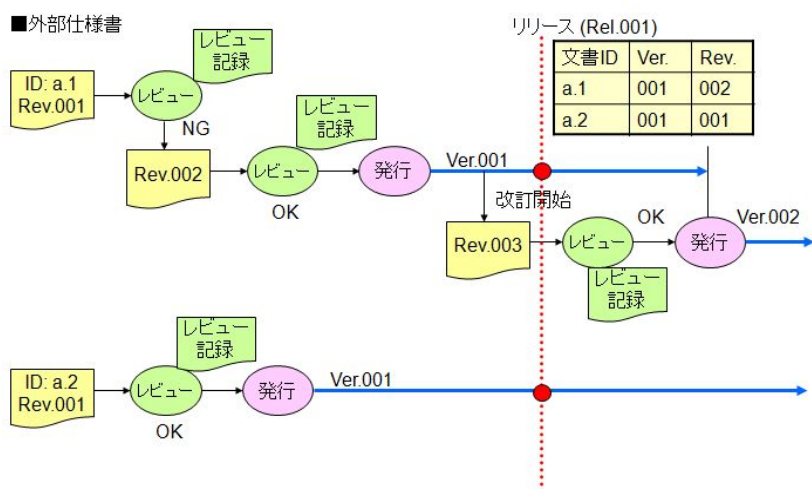 ■外部仕様書
リリース (Rel.001)
文書ID Ver. Rev.
a.1 001 002
a.2 001 001
レビュー
記録
ID: a.1
Rev.001
レビュー
NG
レビュー
記録
Rev.002
レビュー
OK
発行
Ver.001
改訂開始
Rev.003
レビュー
OK
発行
Ver.002
レビュー
記録
レビュー
記録
ID: a.2
Rev.001
レビュー
OK
発行
Ver.001